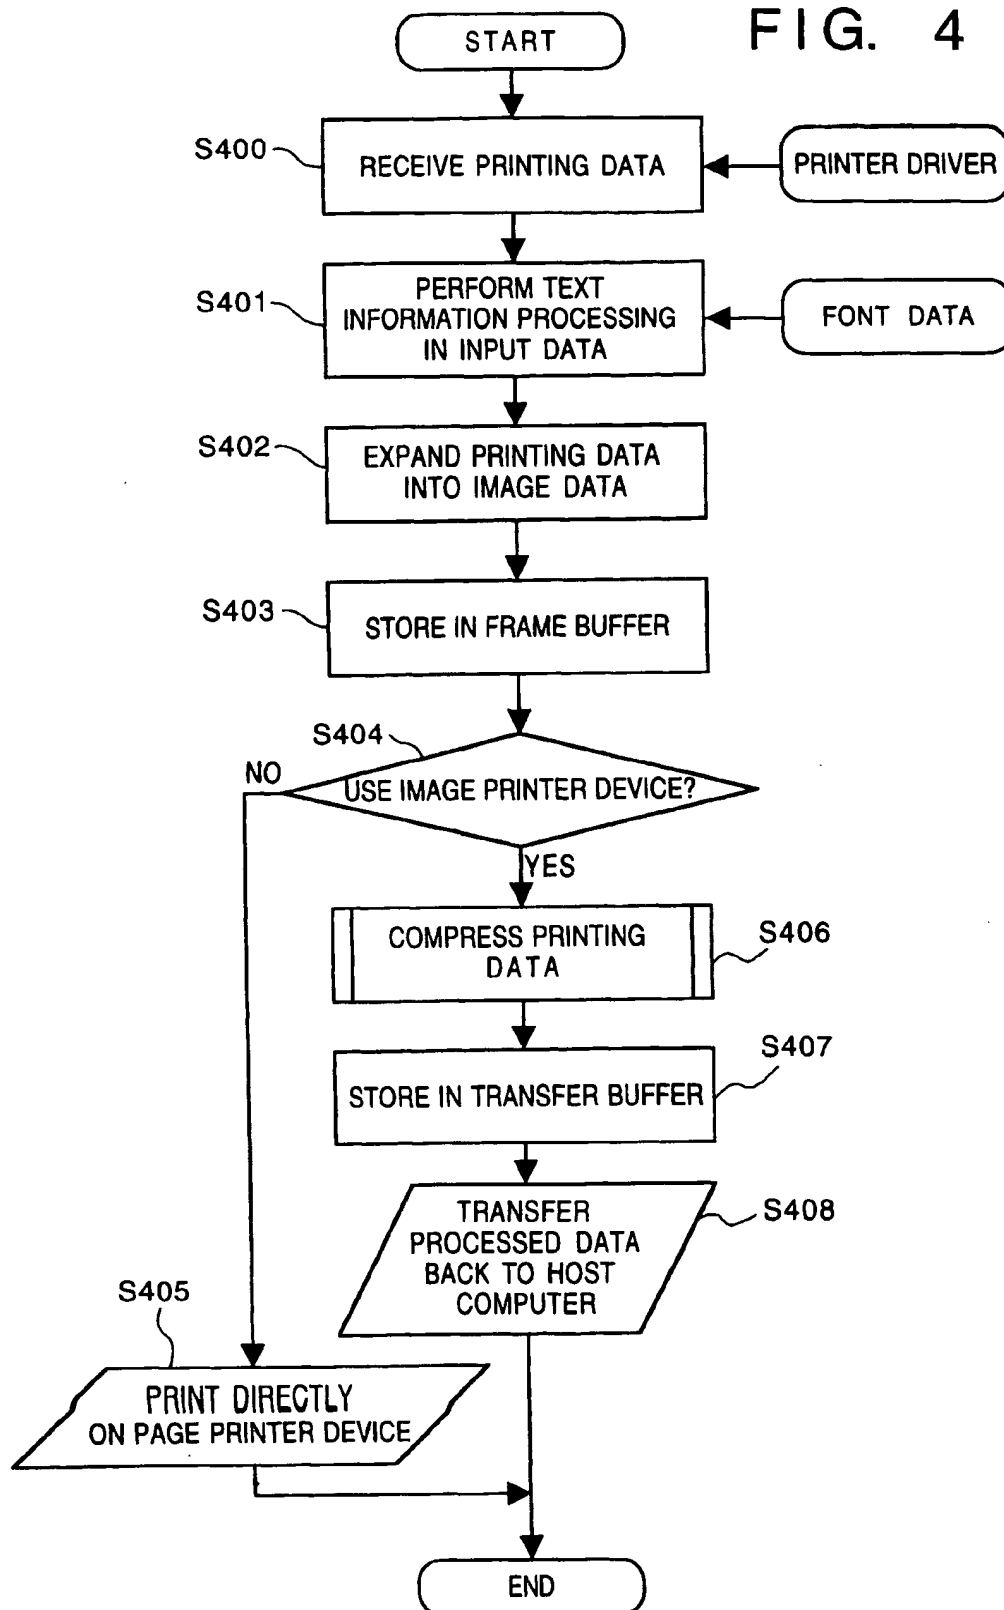 FIG. 4
START
S400
RECEIVE PRINTING DATA
PRINTER DRIVER
S401
PERFORM TEXT
INFORMATION PROCESSING
IN INPUT DATA
FONT DATA
S402
EXPAND PRINTING DATA
INTO IMAGE DATA
S403
STORE IN FRAME BUFFER
S404
NO
USE IMAGE PRINTER DEVICE?
YES
COMPRESS PRINTING
DATA
S406
S407
STORE IN TRANSFER BUFFER
TRANSFER
PROCESSED DATA
BACK TO HOST
COMPUTER
S408
S405
PRINT DIRECTLY
ON PAGE PRINTER DEVICE
END